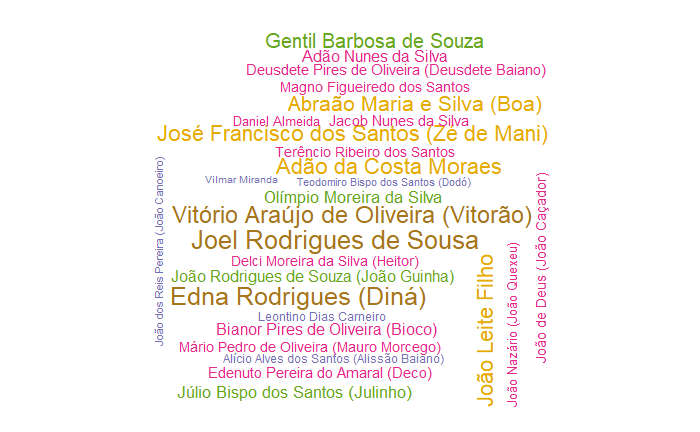 Gentil Barbosa de Souza
Adão Nunes da Silva
Deusdete Pires de Oliveira (Deusdete Baiano)
Magno Figueiredo dos Santos
Abraão Maria e Silva (Boa)
Daniel Almeida
Jacob Nunes da Silva
José Francisco dos Santos (Zé de Mani)
Terêncio Ribeiro dos Santos
Adão da Costa Moraes
Vilmar Miranda
Teodomiro Bispo dos Santos (Dodó)
Olímpio Moreira da Silva
Vitório Araújo de Oliveira (Vitorão)
Joel Rodrigues de Sousa
Delci Moreira da Silva (Heitor)
João Rodrigues de Souza (João Guinha)
Edna Rodrigues (Diná)
Leontino Dias Carneiro
Bianor Pires de Oliveira (Bioco)
Mário Pedro de Oliveira (Mauro Morcego)
Alício Alves dos Santos (Alissão Baiano)
Edenuto Pereira do Amaral (Deco)
Júlio Bispo dos Santos (Julinho)
João dos Reis Pereira (João Canoeiro)
João Leite Filho
João Nazário (João Quexeu)
João de Deus (João Caçador)